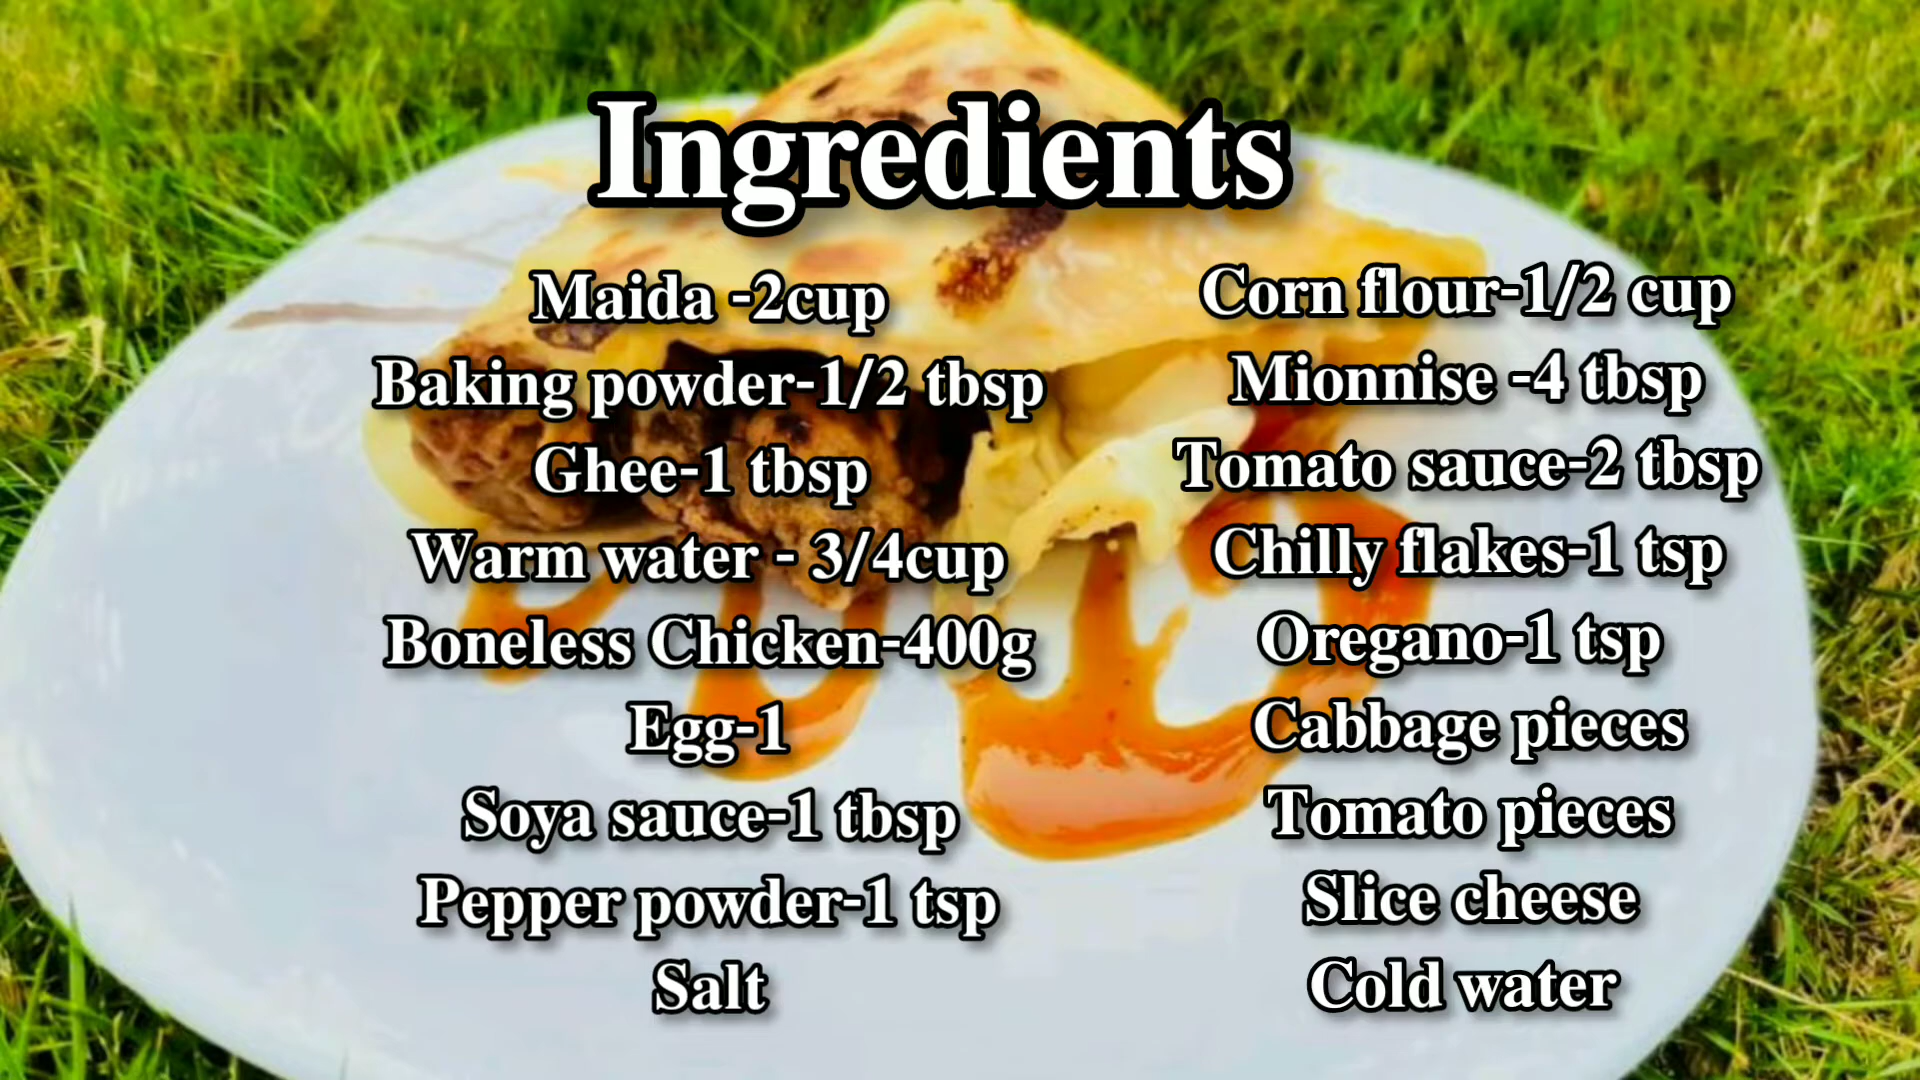 Ingredients
Maida -2cup
Baking powder-1/2 tbsp
Ghee-1 tbsp
Warm water - 3/4cup
Boneless Chicken-400g
Egg-1
Soya sauce-1 tbsp
Pepper powder-1 tsp
Salt
Corn flour-1/2 cup
Mionnise -4 tbsp
Tomato sauce-2 tbsp
Chilly flakes-1 tsp
Oregano-1 tsp
Cabbage pieces
Tomato pieces
Slice cheese
Cold water